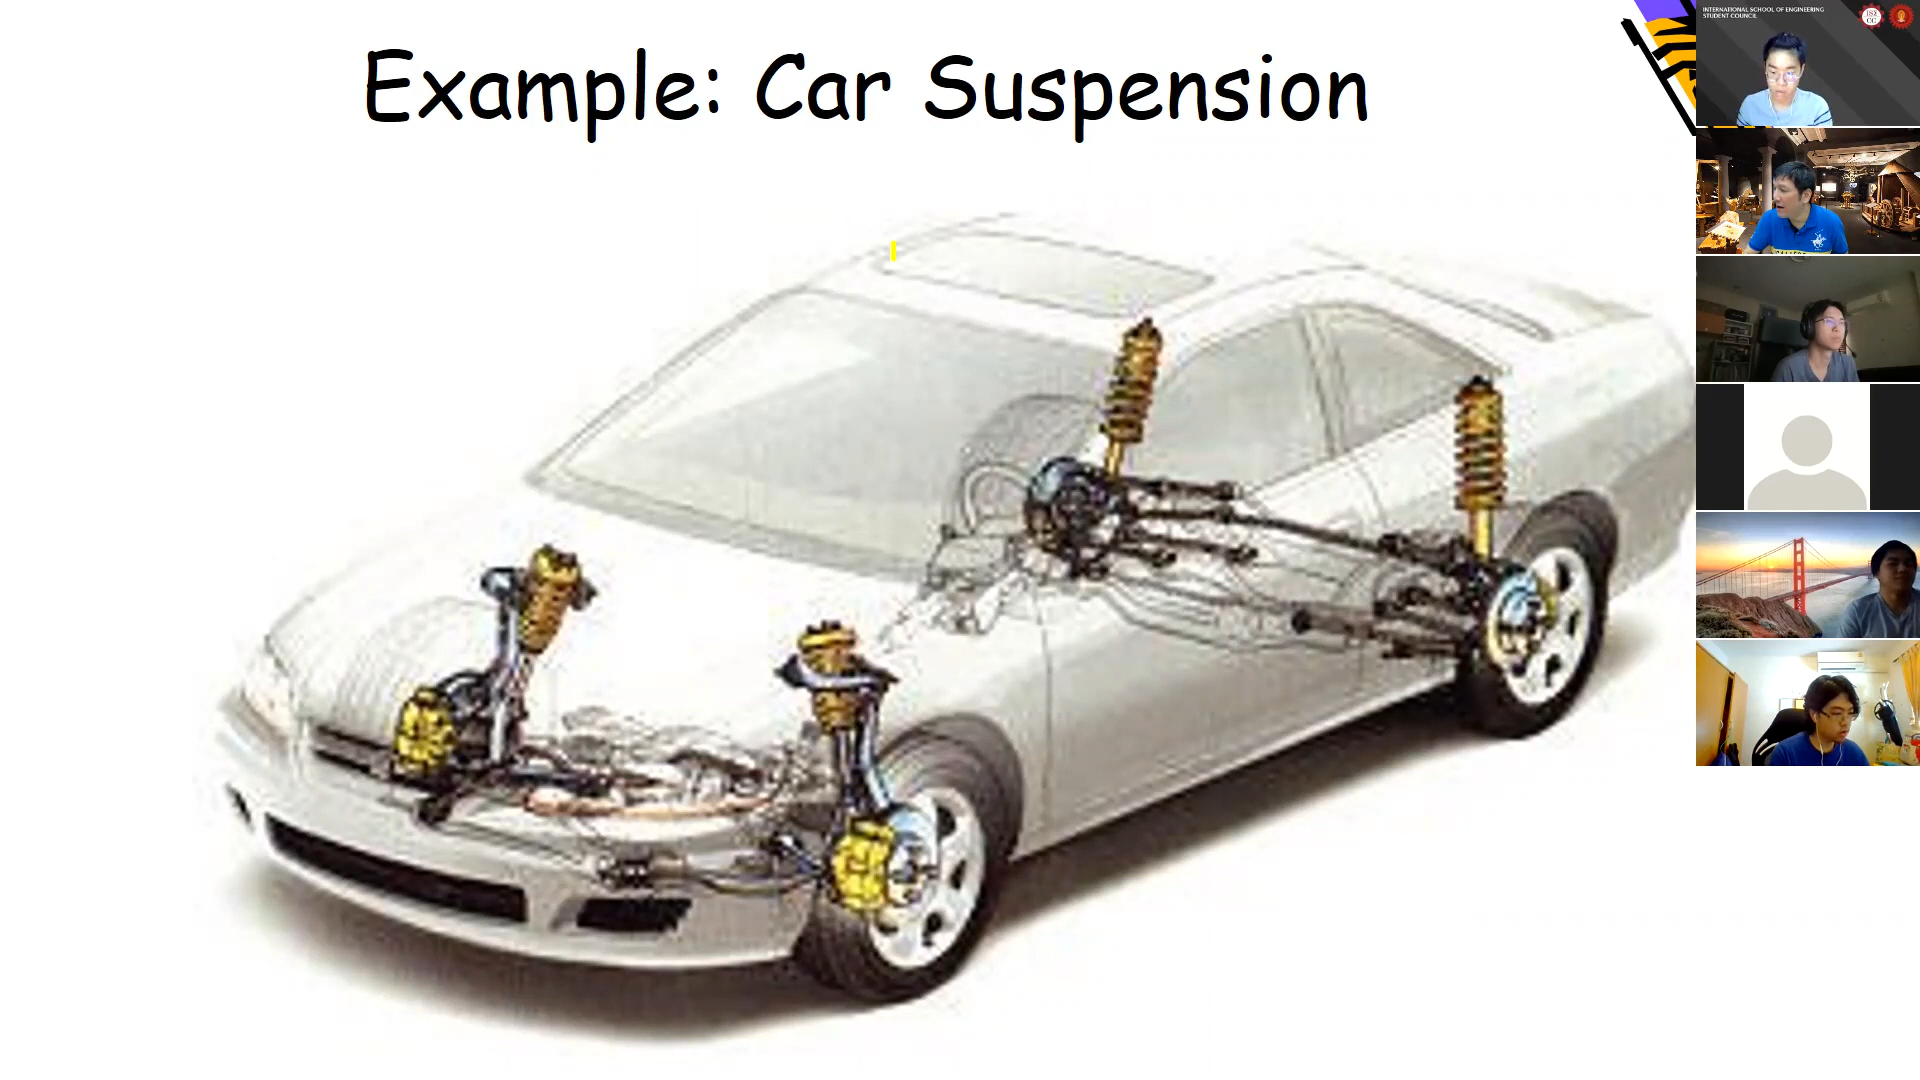 Example: Car Suspension
INTERNATIONAL SCHOOL OF ENGINEERING
STUDENT COUNCIL